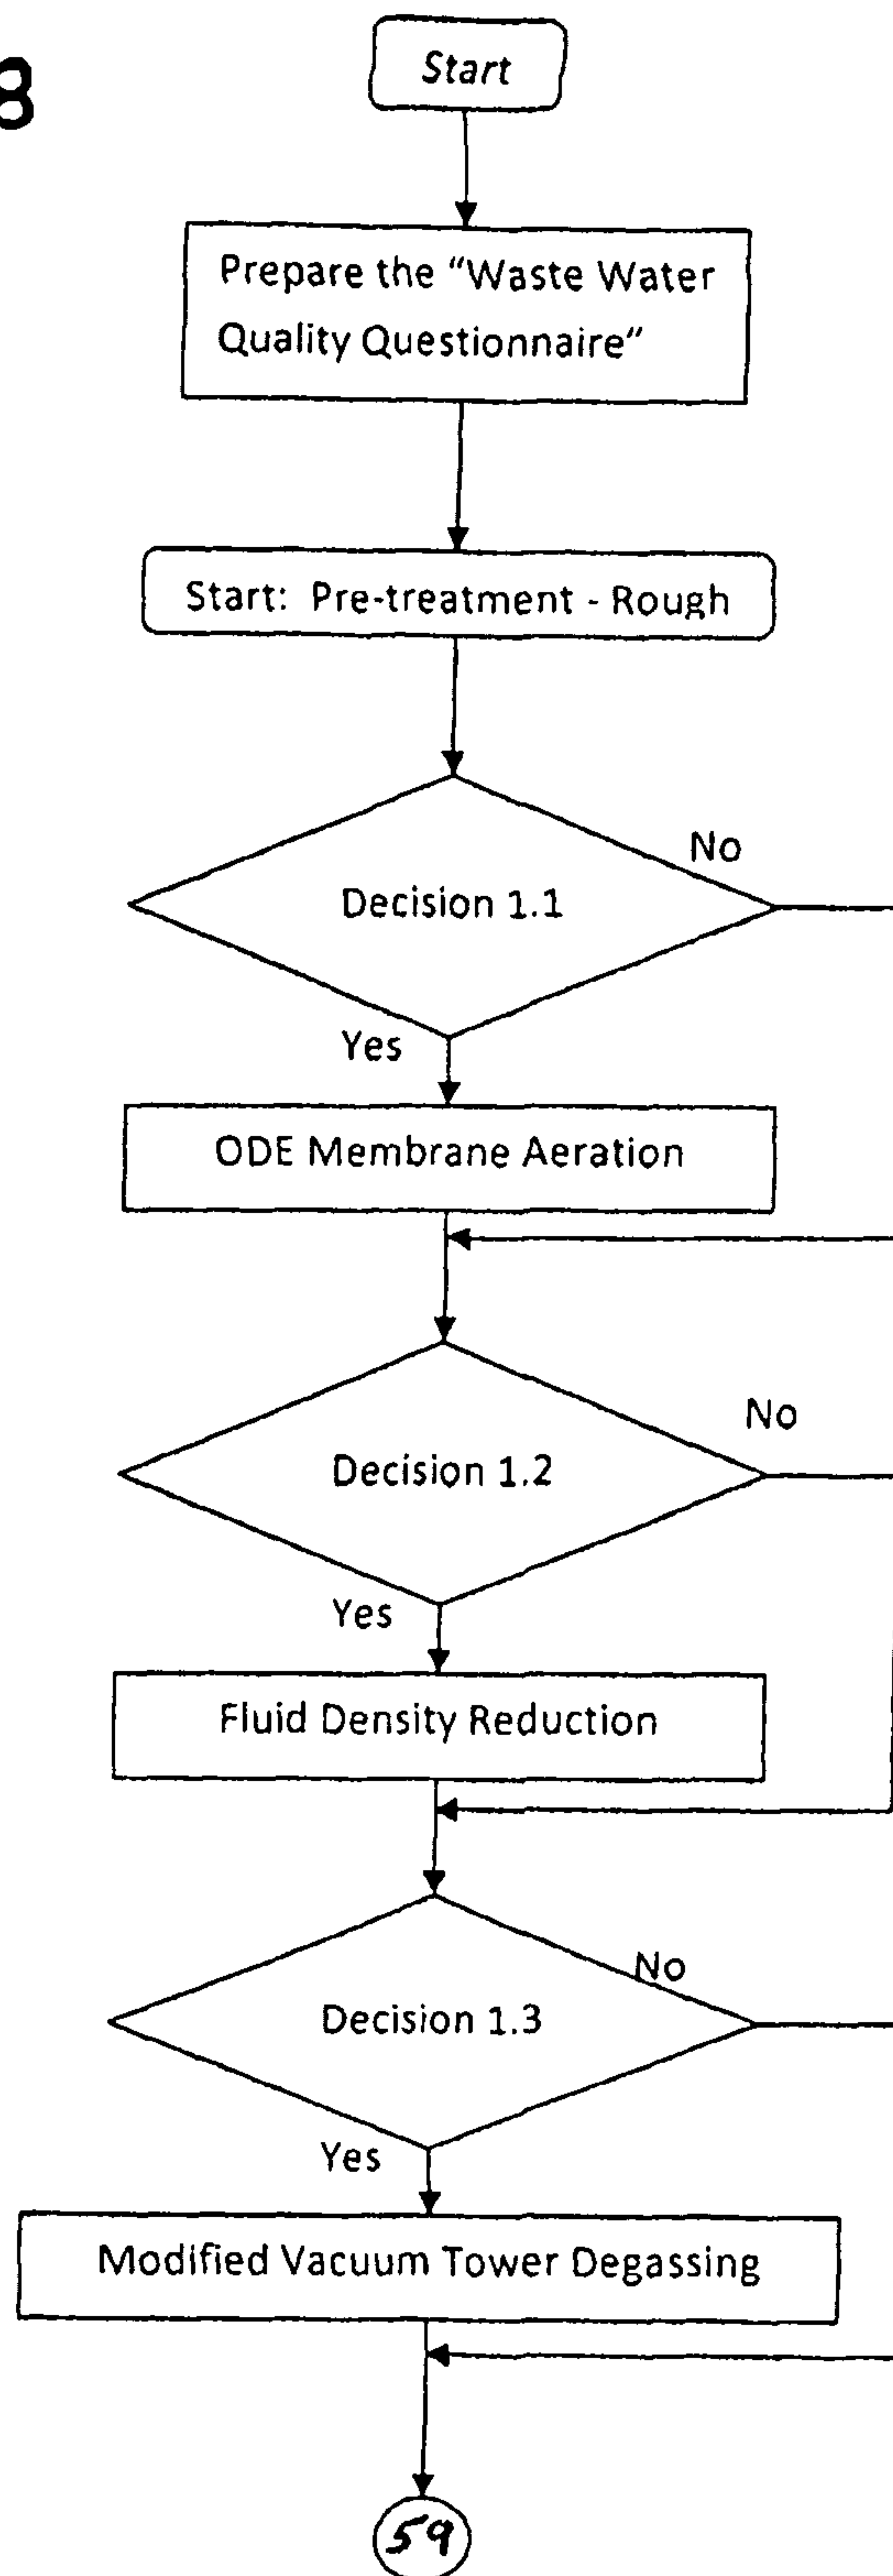 8
Start
Prepare the “Waste Water
Quality Questionnaire“
Start: Pre-treatment - Rough
Decision 1.1
No
Yes
ODE Membrane Aeration
Decision 1.2
No
Yes
Fluid Density Reduction
Decision 1.3
No
Yes
Modified Vacuum Tower Degassing
59